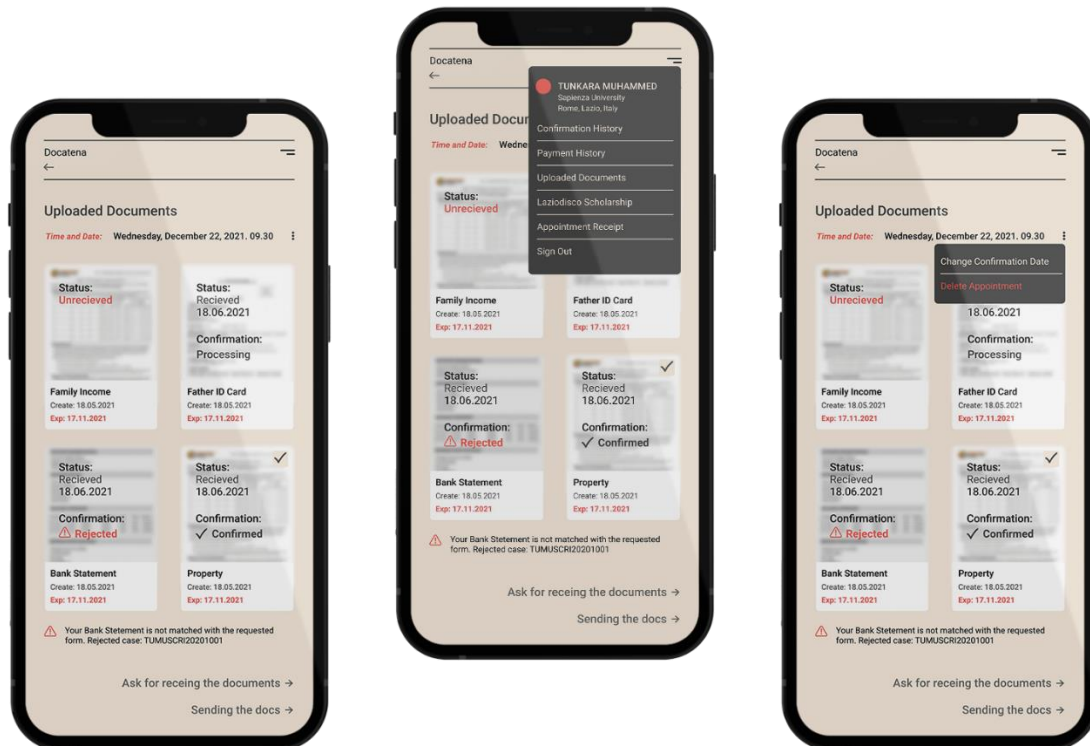 Docatena
←
Uploaded Documents
Time and Date: Wednesday, December 22, 2021. 09.30
Status:
Unrecieved
Family Income
Create: 18.05.2021
Exp: 17.11.2021
Status:
Recieved
18.06.2021
Confirmation:
Processing
Father ID Card
Create: 18.05.2021
Exp: 17.11.2021
Status:
Recieved
18.06.2021
Confirmation:
Rejected
Bank Statement
Create: 18.05.2021
Exp: 17.11.2021
Status:
Recieved
18.06.2021
Confirmation:
✓ Confirmed
Property
Create: 18.05.2021
Exp: 17.11.2021
Your Bank Statement is not matched with the requested
form. Rejected case: TUMUSCRI20201001
Ask for receing the documents →
Sending the docs →
Docatena
←
TUNKARA MUHAMMED
Sapienza University
Rome, Lazio, Italy
Confirmation History
Payment History
Uploaded Documents
Laziodisco Scholarship
Appointment Receipt
Sign Out
Uploaded Docur
Time and Date: Wedne
Status:
Unrecieved
Family Income
Create: 18.05.2021
Exp: 17.11.2021
Father ID Card
Create: 18.05.2021
Exp: 17.11.2021
Status:
Recieved
18.06.2021
Confirmation:
Rejected
Bank Statement
Create: 18.05.2021
Exp: 17.11.2021
Status:
Recieved
18.06.2021
Confirmation:
✓ Confirmed
Property
Create: 18.05.2021
Exp: 17.11.2021
Your Bank Statement is not matched with the requested
form. Rejected case: TUMUSCRI20201001
Ask for receing the documents →
Sending the docs →
Docatena
←
Uploaded Documents
Time and Date: Wednesday, December 22, 2021. 09.30
Change Confirmation Date
Delete Appointment
Status:
Unrecieved
Family Income
Create: 18.05.2021
Exp: 17.11.2021
18.06.2021
Confirmation:
Processing
Father ID Card
Create: 18.05.2021
Exp: 17.11.2021
Status:
Recieved
18.06.2021
Confirmation:
Rejected
Bank Statement
Create: 18.05.2021
Exp: 17.11.2021
Status:
Recieved
18.06.2021
Confirmation:
✓ Confirmed
Property
Create: 18.05.2021
Exp: 17.11.2021
Your Bank Statement is not matched with the requested
form. Rejected case: TUMUSCRI20201001
Ask for receing the documents →
Sending the docs →